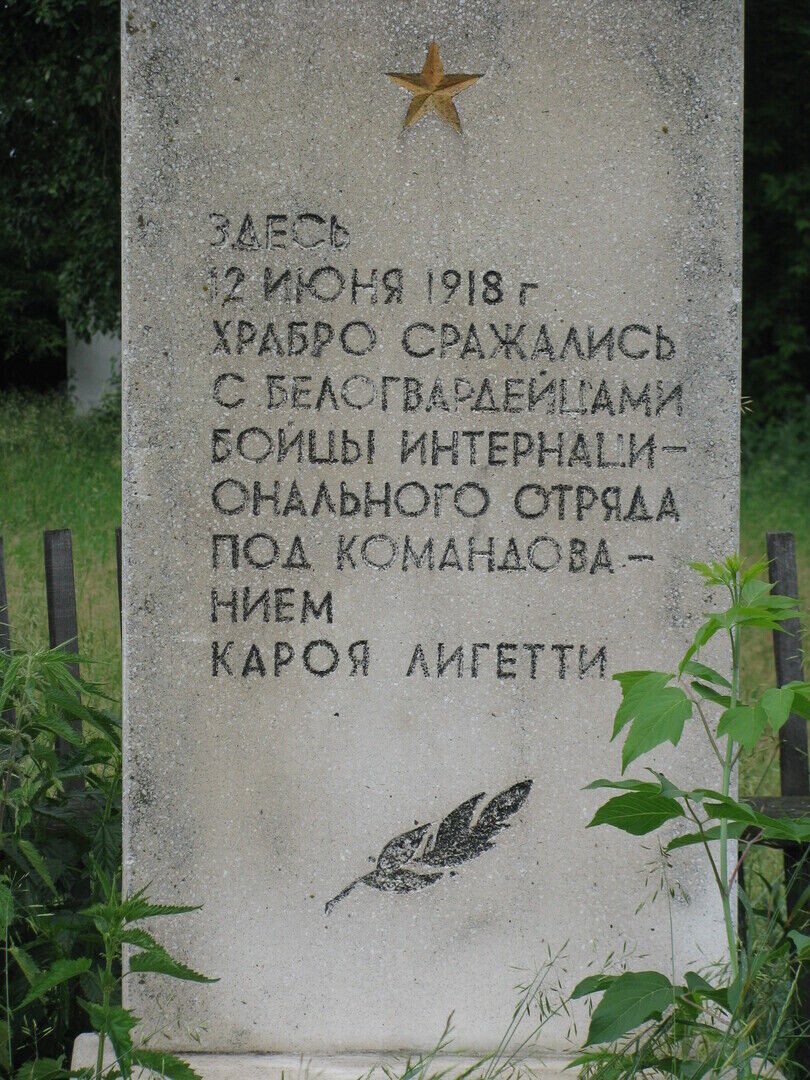 ЗДЕСЬ
12 ИЮНЯ 1918 г
ХРАБРО СРАЖАЛИСЬ
С БЕЛОГВАРДЕЙЦАМИ
БОЙЦЫ ИНТЕРНАЦИ-
ОНАЛЬНОГО ОТРЯДА
ПОД КОМАНДОВА-
НИЕМ
КАРОЯ ЛИГЕТТИ